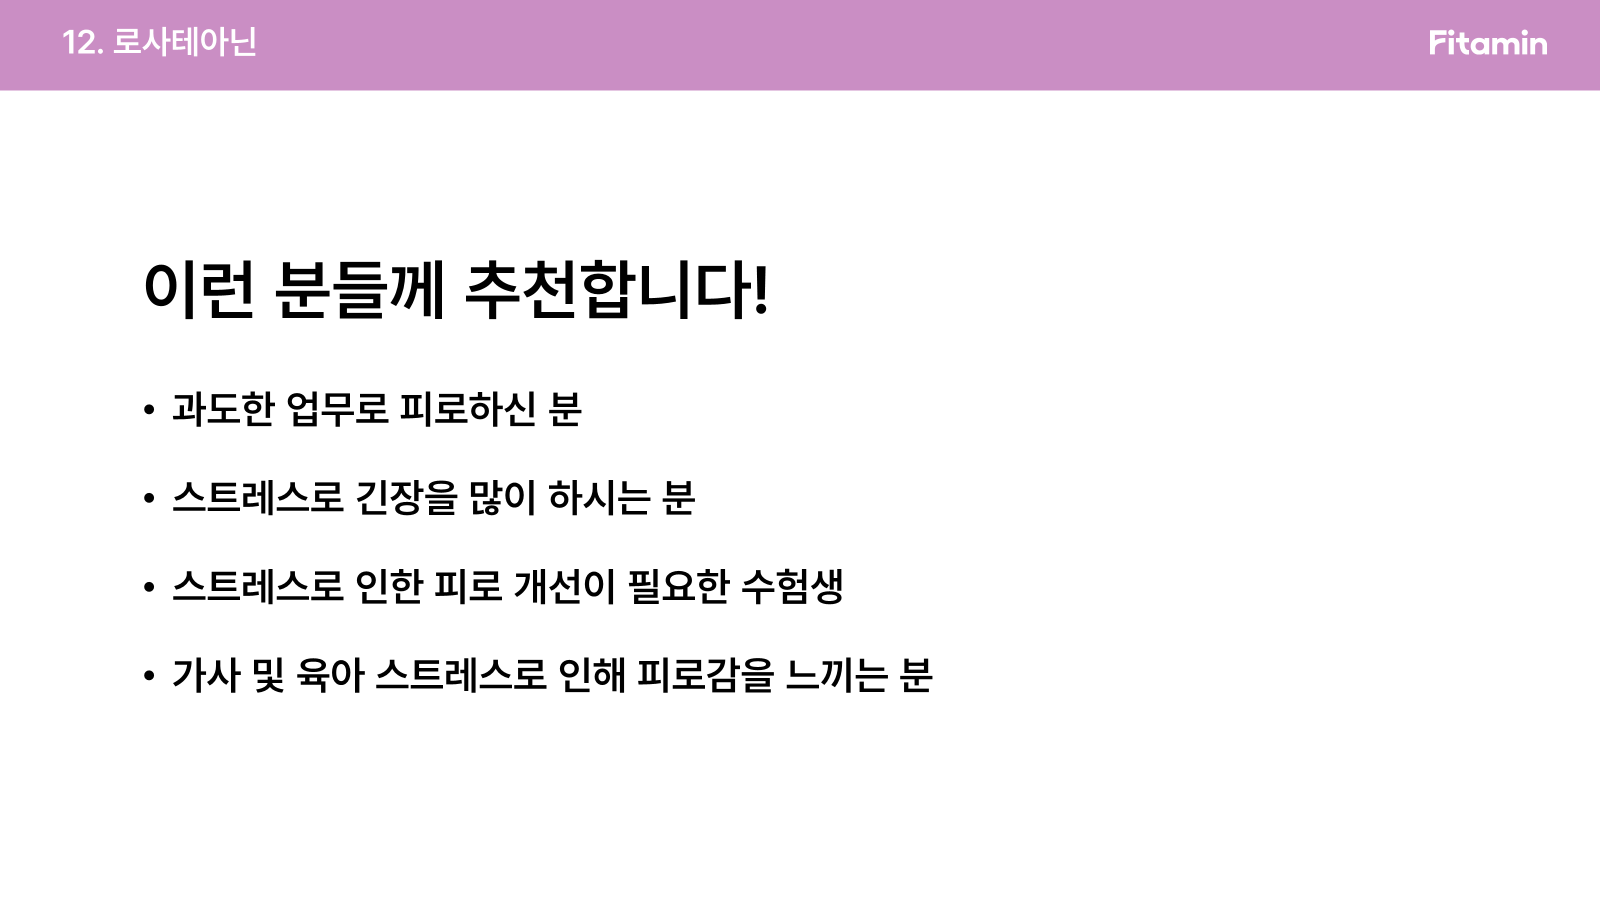 12. 로사테아닌
Fitamin
이런 분들께 추천합니다!
• 과도한 업무로 피로하신 분
• 스트레스로 긴장을 많이 하시는 분
• 스트레스로 인한 피로 개선이 필요한 수험생
• 가사 및 육아 스트레스로 인해 피로감을 느끼는 분